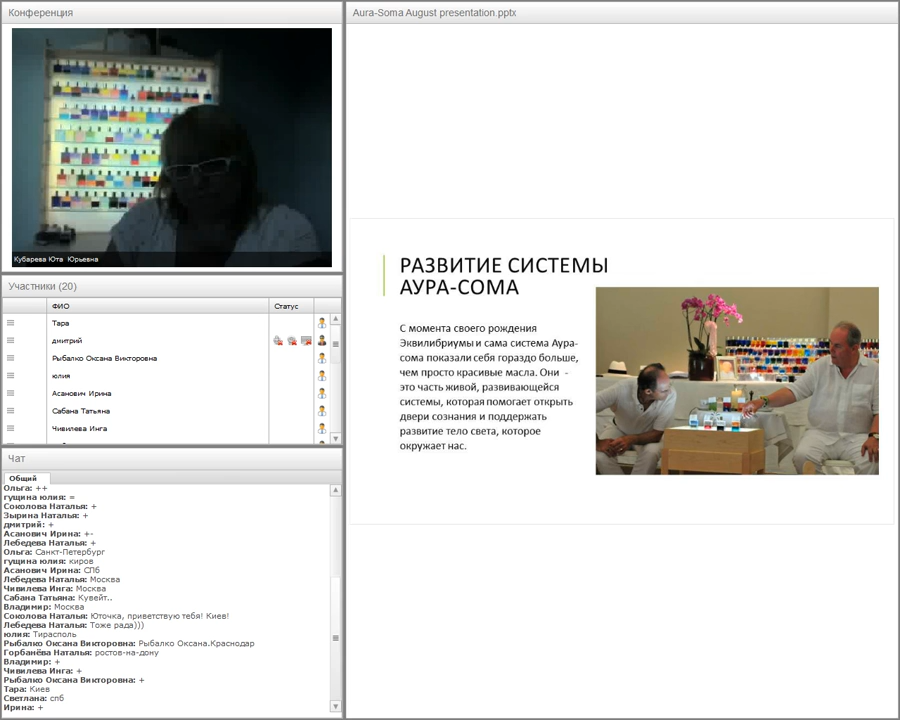 Конференция
Кубарева Юта Юрьевна
Участники (20)
ФИО Статус
Тара
дмитрий
Рыбалко Оксана Викторовна
юлия
Асанович Ирина
Сабана Татьяна
Чивилева Инга
Чат
Общий
Ольга: ++
гущина юлия: =
Соколова Наталья: +
Зырина Наталья: +
дмитрий: +
Асанович Ирина: +-
Лебедева Наталья: +
Ольга: Санкт-Петербург
гущина юлия: киров
Асанович Ирина: СПб
Лебедева Наталья: Москва
Чивилева Инга: Москва
Сабана Татьяна: Кувейт..
Владимир: Москва
Соколова Наталья: Юточка, приветствую тебя! Киев!
Лебедева Наталья: Тоже рада)))
юлия: Тирасполь
Рыбалко Оксана Викторовна: Рыбалко Оксана.Краснодар
Горбанёва Наталья: ростов-на-дону
Владимир: +
Чивилева Инга: +
Рыбалко Оксана Викторовна: +
Тара: Киев
Светлана: спб
Ирина: +
Aura-Soma August presentation.pptx
РАЗВИТИЕ СИСТЕМЫ
АУРА-СОМА
С момента своего рождения
Эквилибриумы и сама система Аура-
сома показали себя гораздо больше,
чем просто красивые масла. Они -
это часть живой, развивающейся
системы, которая помогает открыть
двери сознания и поддержать
развитие тело света, которое
окружает нас.